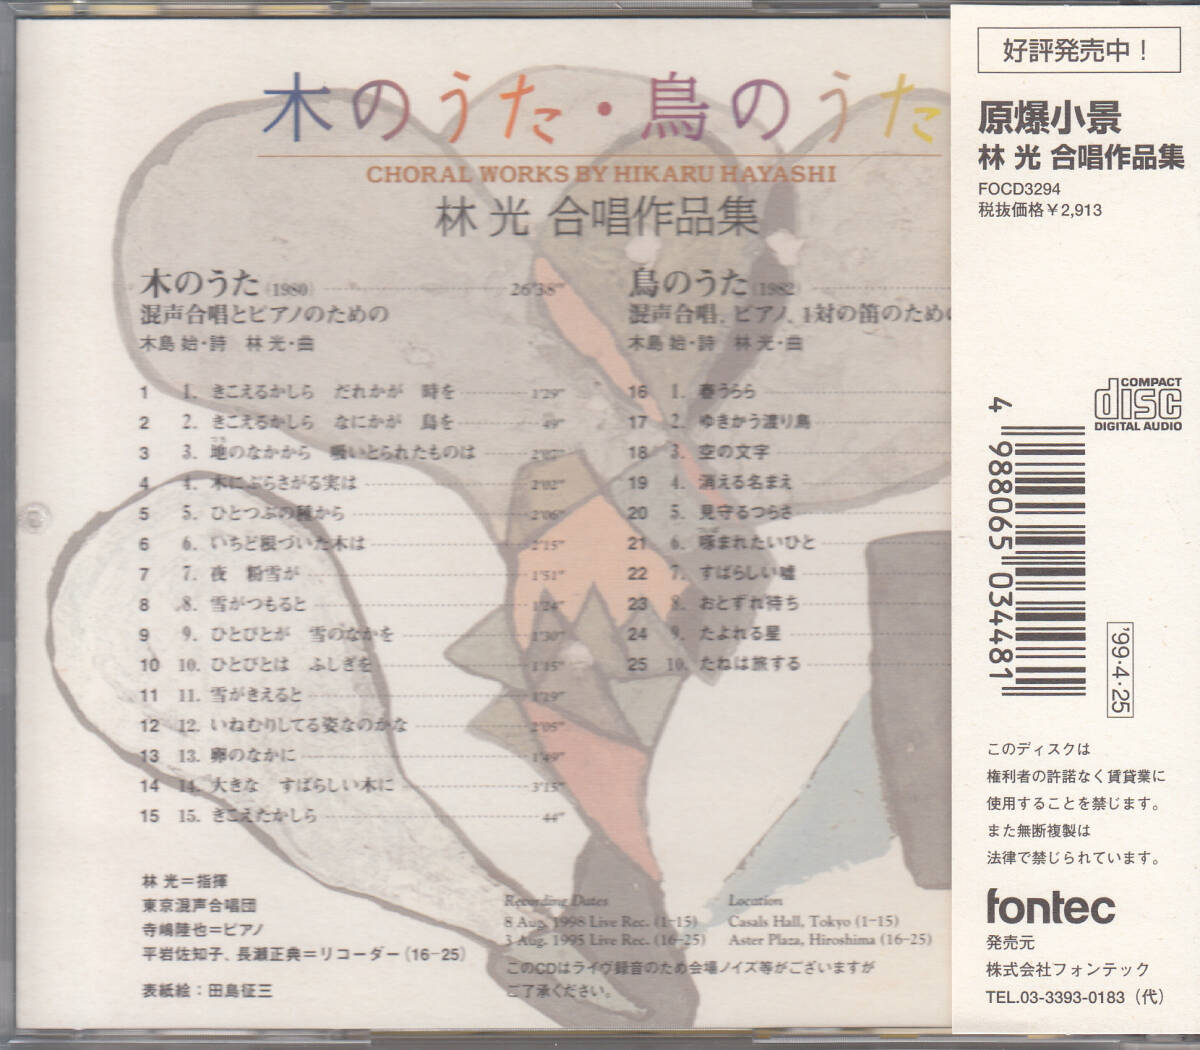 木のうた・鳥のうた
CHORAL WORKS BY HIKARU HAYASHI
林 光 合唱作品集
木のうた(1980) 26'38"
混声合唱とピアノのための
木島 始・詩 林 光・曲
1 1. きこえるかしら だれかが 時を 1'29"
2 2. きこえるかしら なにかが 鳥を 49"
3 3. 地のなかから 吸いとられたものは 2'07"
4 4. 木にぶらさがる実は 2'02"
5 5. ひとつぶの種から 2'06"
6 6. いちど根づいた木は 2'15"
7 7. 夜 粉雪が 1'51"
8 8. 雪がつもると 1'24"
9 9. ひとびとが 雪のなかを 1'30"
10 10. ひとびとは ふしぎを 1'15"
11 11. 雪がきえると 1'19"
12 12. いねむりしてる姿なのかな 2'05"
13 13. 卵のなかに 1'49"
14 14. 大きな すばらしい木に 3'15"
15 15. きこえたかしら 44"
鳥のうた(1982)
混声合唱、ピアノ、1対の笛のための
木島 始・詩 林 光・曲
16 1. 春うらら
17 2. ゆきかう渡り鳥
18 3. 空の文字
19 4. 消える名まえ
20 5. 見守るつらさ
21 6. 啄まれたいひと
22 7. すばらしい嘘
23 8. おとずれ待ち
24 9. たよれる星
25 10. たねは旅する
林 光=指揮
東京混声合唱団
寺嶋陸也=ピアノ
平岩佐知子、長瀬正典=リコーダー(16-25)
表紙絵:田島征三
Recording Dates
8 Aug. 1998 Live Rec. (1-15)
3 Aug. 1995 Live Rec. (16-25)
Location
Casals Hall, Tokyo (1-15)
Aster Plaza, Hiroshima (16-25)
このCDはライヴ録音のため会場ノイズ等がございますが
ご了承ください。
好評発売中!
原爆小景
林 光 合唱作品集
FOCD3294
税抜価格¥2,913
COMPACT
disc
DIGITAL AUDIO
4 988065 034481
'99・4・25
このディスクは
権利者の許諾なく賃貸業に
使用することを禁じます。
また無断複製は
法律で禁じられています。
fontec
発売元
株式会社フォンテック
TEL.03-3393-0183(代)